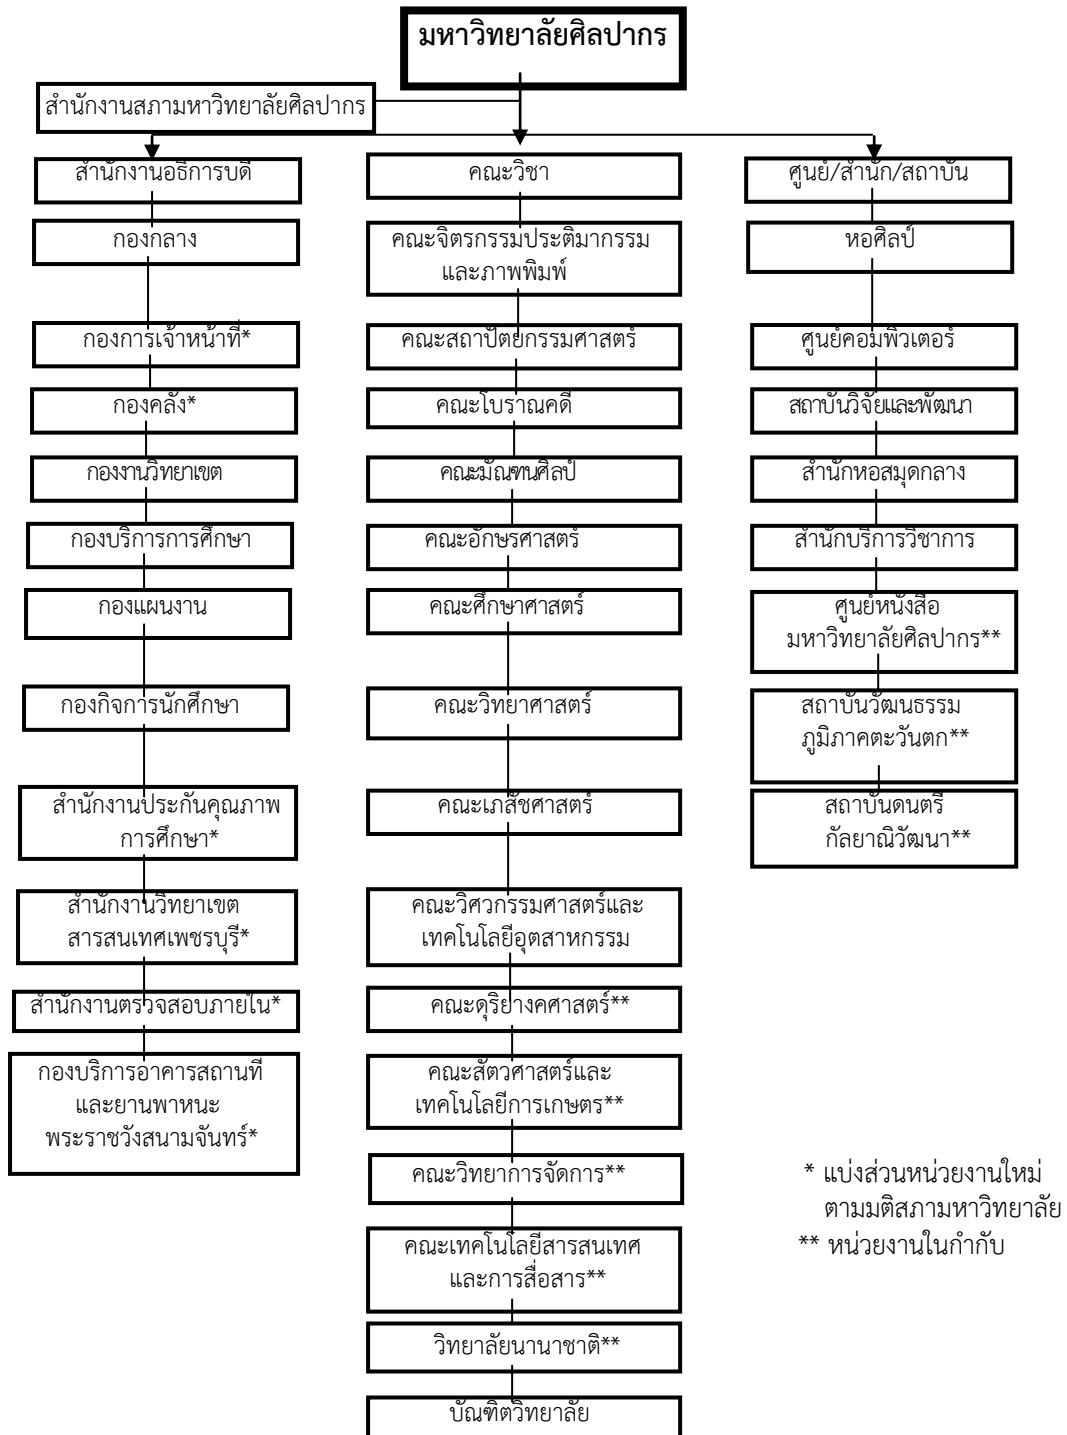 มหาวิทยาลัยศิลปากร
สำนักงานสภามหาวิทยาลัยศิลปากร
สำนักงานอธิการบดี
กองกลาง
กองการเจ้าหน้าที่*
กองคลัง*
กองงานวิทยาเขต
กองบริการการศึกษา
กองแผนงาน
กองกิจการนักศึกษา
สำนักงานประกันคุณภาพ
การศึกษา*
สำนักงานวิทยาเขต
สารสนเทศเพชรบุรี*
สำนักงานตรวจสอบภายใน*
กองบริการอาคารสถานที่
และยานพาหนะ
พระราชวังสนามจันทร์*
คณะวิชา
คณะจิตรกรรมประติมากรรม
และภาพพิมพ์
คณะสถาปัตยกรรมศาสตร์
คณะโบราณคดี
คณะมัณฑนศิลป์
คณะอักษรศาสตร์
คณะศึกษาศาสตร์
คณะวิทยาศาสตร์
คณะเภสัชศาสตร์
คณะวิศวกรรมศาสตร์และ
เทคโนโลยีอุตสาหกรรม
คณะดุริยางคศาสตร์**
คณะสัตวศาสตร์และ
เทคโนโลยีการเกษตร**
คณะวิทยาการจัดการ**
คณะเทคโนโลยีสารสนเทศ
และการสื่อสาร**
วิทยาลัยนานาชาติ**
บัณฑิตวิทยาลัย
ศูนย์/สำนัก/สถาบัน
หอศิลป์
ศูนย์คอมพิวเตอร์
สถาบันวิจัยและพัฒนา
สำนักหอสมุดกลาง
สำนักบริการวิชาการ
ศูนย์หนังสือ
มหาวิทยาลัยศิลปากร**
สถาบันวัฒนธรรม
ภูมิภาคตะวันตก**
สถาบันดนตรี
กัลยาณิวัฒนา**
* แบ่งส่วนหน่วยงานใหม่
ตามมติสภามหาวิทยาลัย
** หน่วยงานในกำกับ